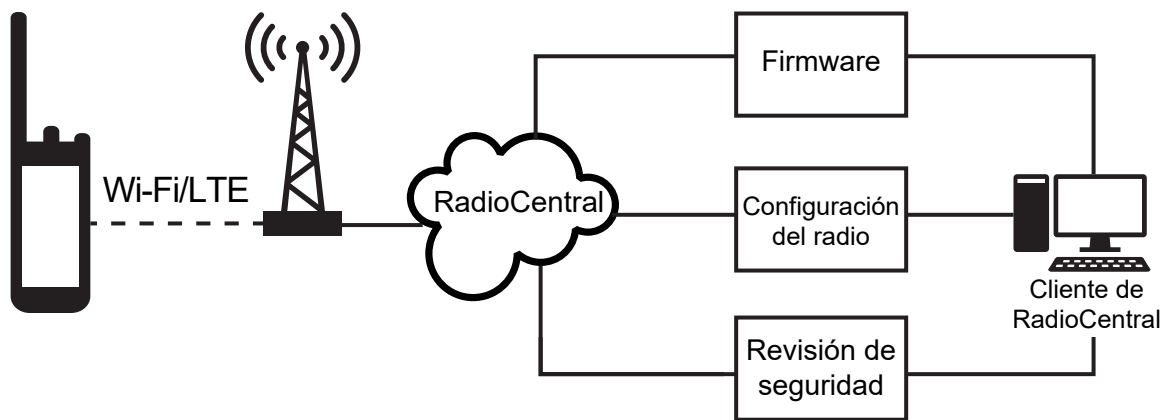 Wi-Fi/LTE
RadioCentral
Firmware
Configuración
del radio
Revisión de
seguridad
Cliente de
RadioCentral